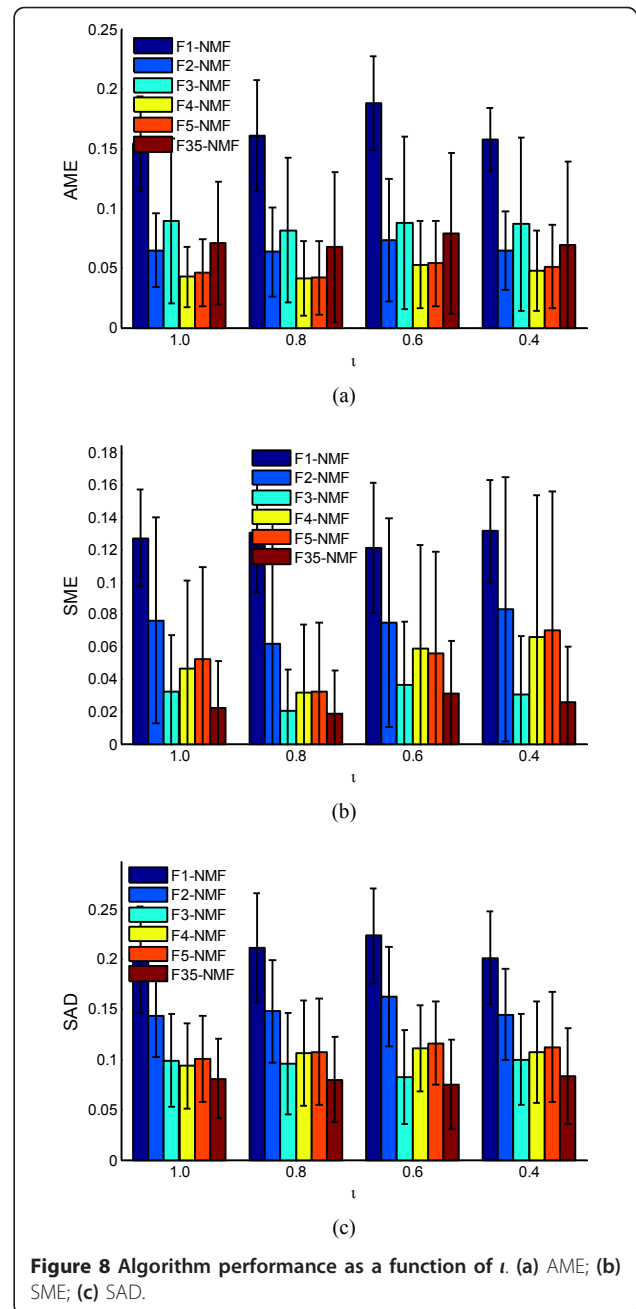 0.25
0.2
0.15
0.1
0.05
0
AME
F1-NMF
F2-NMF
F3-NMF
F4-NMF
F5-NMF
F35-NMF
1.0 0.8 0.6 0.4
ι
(a)
0.18
0.16
0.14
0.12
0.1
0.08
0.06
0.04
0.02
0
SME
F1-NMF
F2-NMF
F3-NMF
F4-NMF
F5-NMF
F35-NMF
1.0 0.8 0.6 0.4
ι
(b)
0.25
0.2
0.15
0.1
0.05
0
SAD
F1-NMF
F2-NMF
F3-NMF
F4-NMF
F5-NMF
F35-NMF
1.0 0.8 0.6 0.4
ι
(c)
Figure 8 Algorithm performance as a function of ι. (a) AME; (b)
SME; (c) SAD.